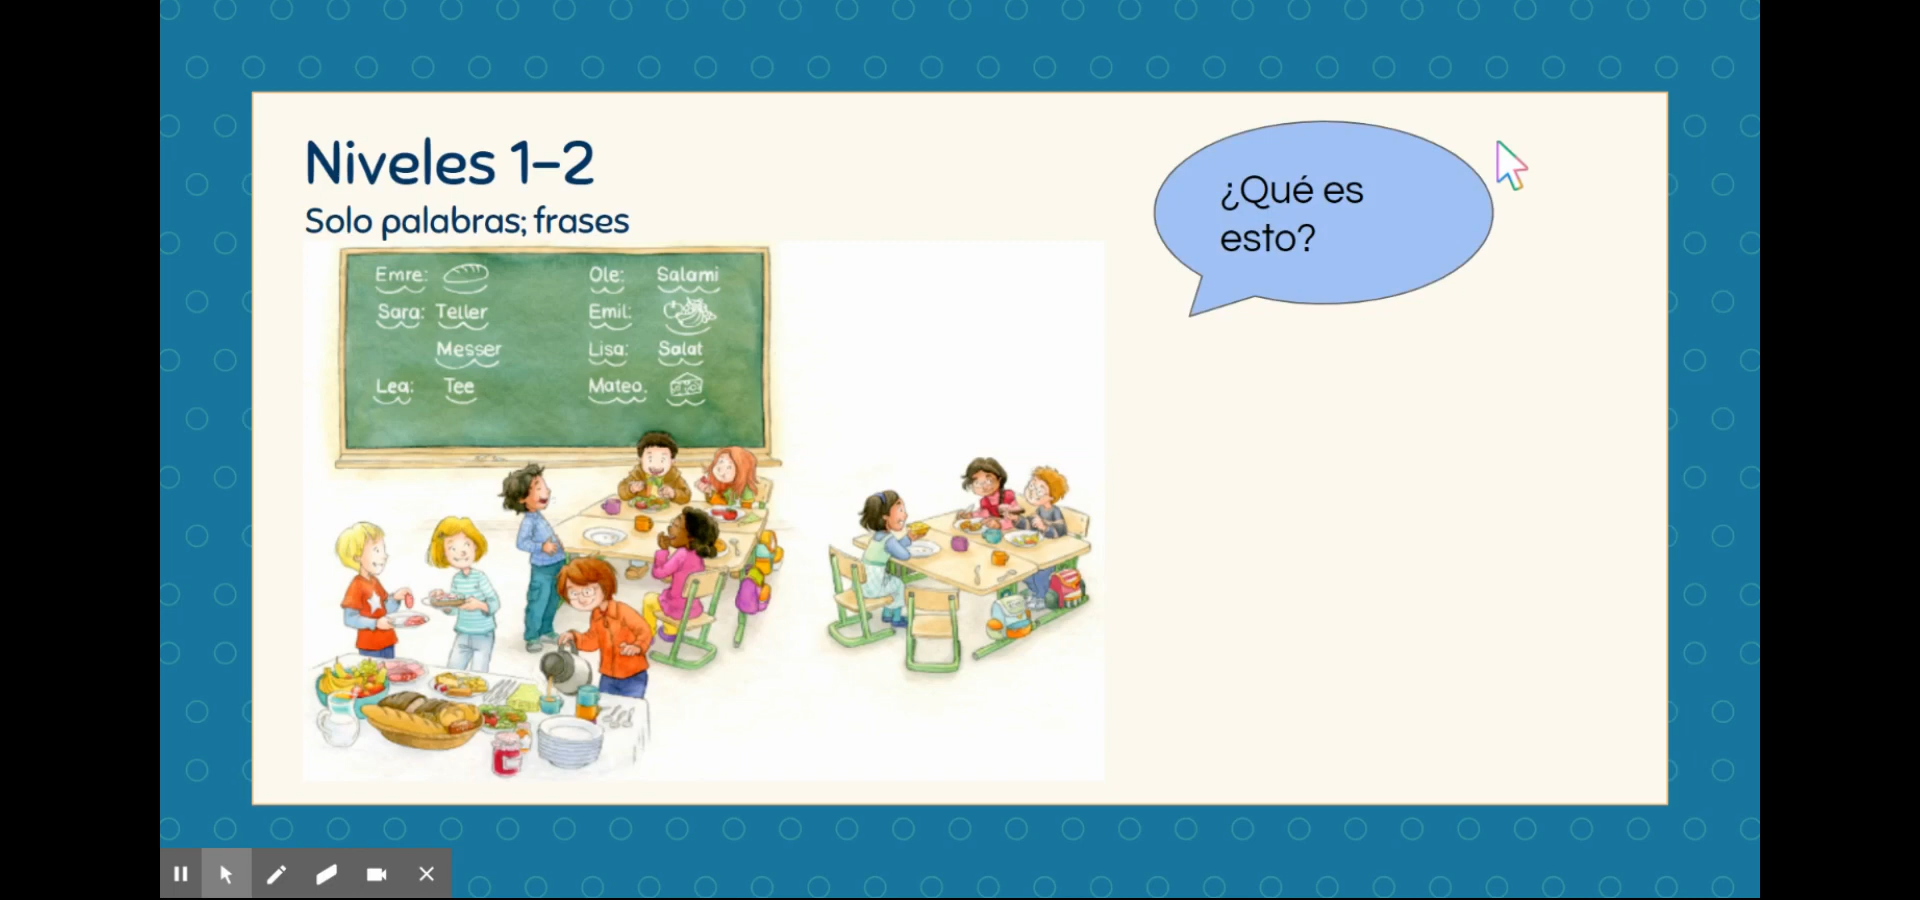 Niveles 1-2
Solo palabras; frases
¿Qué es
esto?
Emre: Ole: Salami
Sara: Teller Emil:
Messer Lisa: Salat
Lea: Tee Mateo.